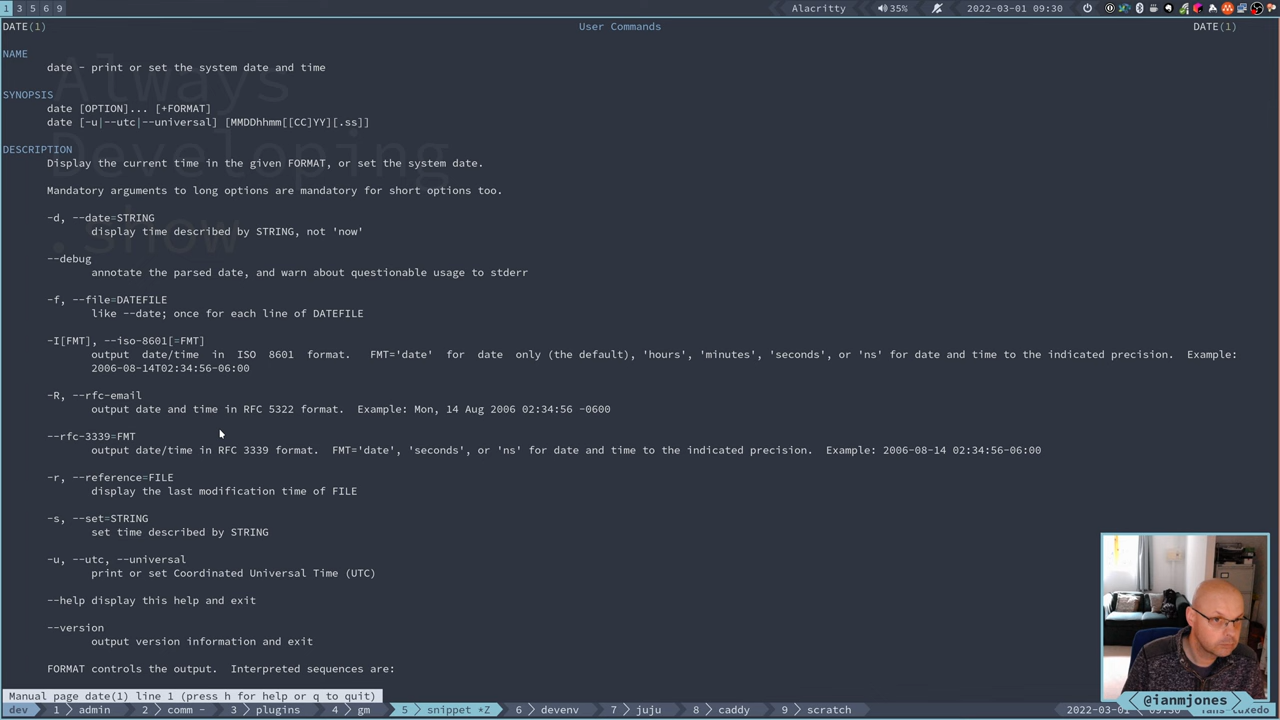 1 3 5 6 9
Alacritty 35% 2022-03-01 09:30
DATE(1) User Commands DATE(1)
NAME
date - print or set the system date and time
Always
SYNOPSIS
date [OPTION]... [+FORMAT]
date [-u|--utc|--universal] [MMDDhhmm[[CC]YY][.ss]]
Developing
DESCRIPTION
Display the current time in the given FORMAT, or set the system date.
Mandatory arguments to long options are mandatory for short options too.
-d, --date=STRING
display time described by STRING, not 'now'
.show
--debug
annotate the parsed date, and warn about questionable usage to stderr
-f, --file=DATEFILE
like --date; once for each line of DATEFILE
-I[FMT], --iso-8601[=FMT]
output date/time in ISO 8601 format. FMT='date' for date only (the default), 'hours', 'minutes', 'seconds', or 'ns' for date and time to the indicated precision. Example:
2006-08-14T02:34:56-06:00
-R, --rfc-email
output date and time in RFC 5322 format. Example: Mon, 14 Aug 2006 02:34:56 -0600
--rfc-3339=FMT
output date/time in RFC 3339 format. FMT='date', 'seconds', or 'ns' for date and time to the indicated precision. Example: 2006-08-14 02:34:56-06:00
-r, --reference=FILE
display the last modification time of FILE
-s, --set=STRING
set time described by STRING
-u, --utc, --universal
print or set Coordinated Universal Time (UTC)
--help display this help and exit
--version
output version information and exit
FORMAT controls the output. Interpreted sequences are:
Manual page date(1) line 1 (press h for help or q to quit)
@ianmjones
dev 1 admin 2 comm - 3 plugins 4 gm 5 snippet *Z 6 devenv 7 juju 8 caddy 9 scratch 2022-03-01